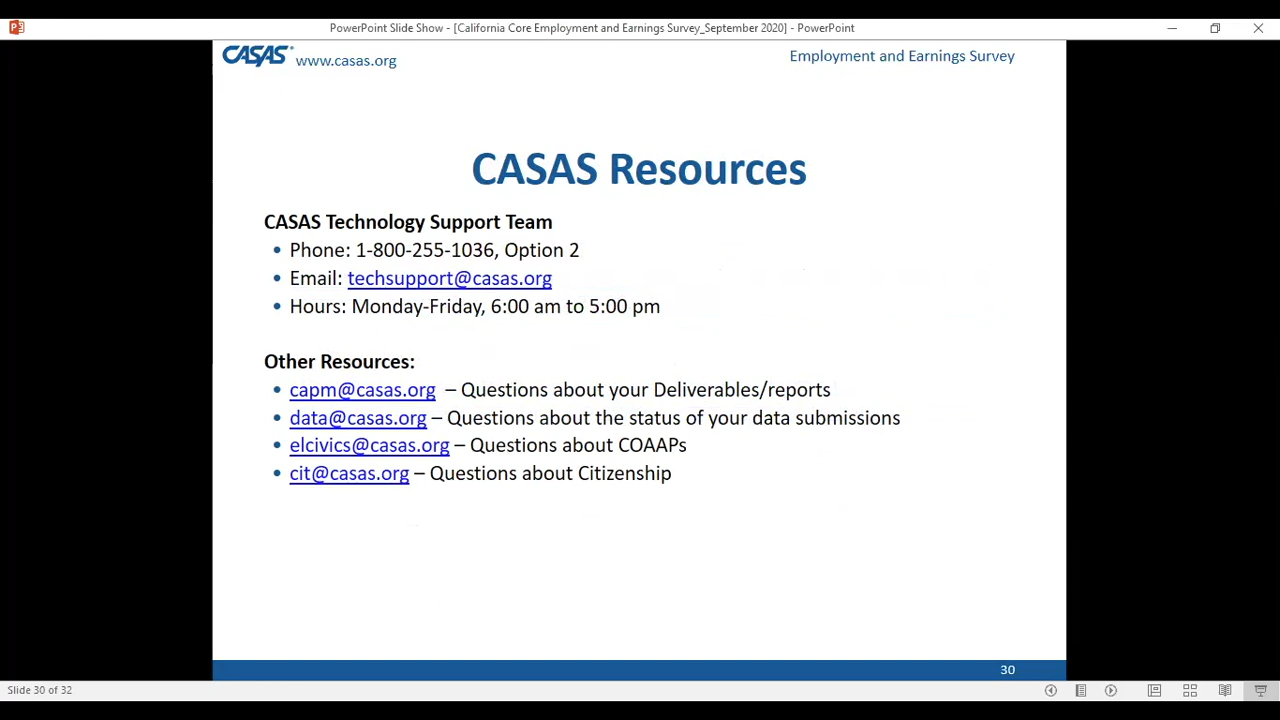 PowerPoint Slide Show - [California Core Employment and Earnings Survey_September 2020] - PowerPoint
CASAS www.casas.org
Employment and Earnings Survey
CASAS Resources
CASAS Technology Support Team
• Phone: 1-800-255-1036, Option 2
• Email: techsupport@casas.org
• Hours: Monday-Friday, 6:00 am to 5:00 pm
Other Resources:
• capm@casas.org – Questions about your Deliverables/reports
• data@casas.org – Questions about the status of your data submissions
• elcivics@casas.org – Questions about COAAPs
• cit@casas.org – Questions about Citizenship
30
Slide 30 of 32